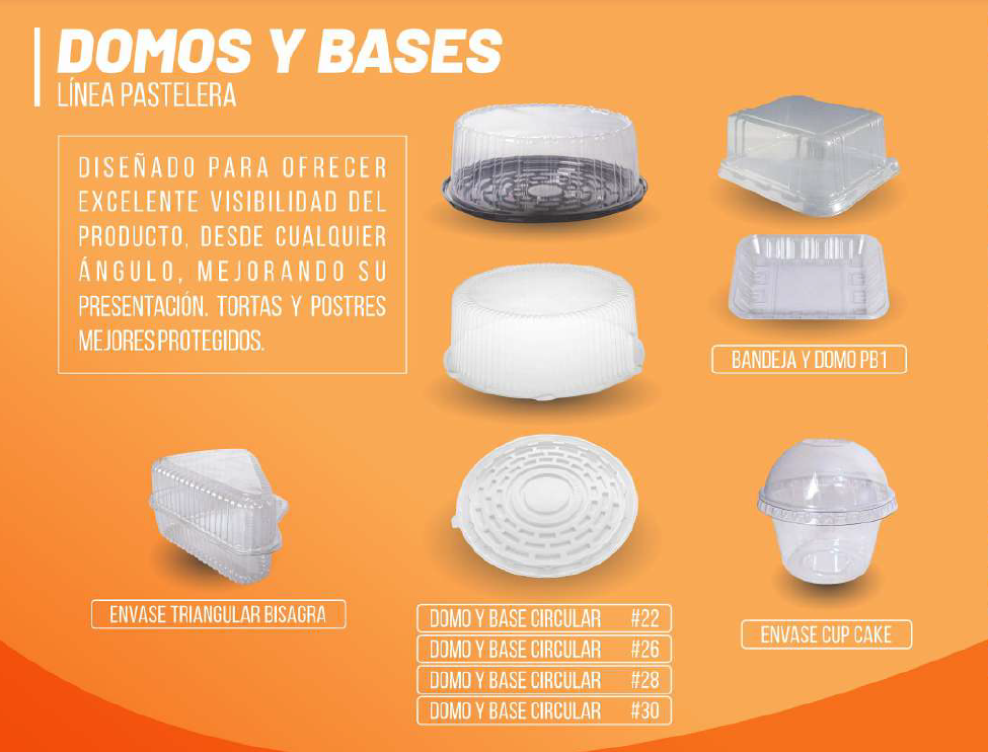 DOMOS Y BASES
LÍNEA PASTELERA
DISEÑADO PARA OFRECER
EXCELENTE VISIBILIDAD DEL
PRODUCTO, DESDE CUALQUIER
ÁNGULO, MEJORANDO SU
PRESENTACIÓN. TORTAS Y POSTRES
MEJORES PROTEGIDOS.
BANDEJA Y DOMO PB1
ENVASE TRIANGULAR BISAGRA
DOMO Y BASE CIRCULAR #22
DOMO Y BASE CIRCULAR #26
DOMO Y BASE CIRCULAR #28
DOMO Y BASE CIRCULAR #30
ENVASE CUP CAKE